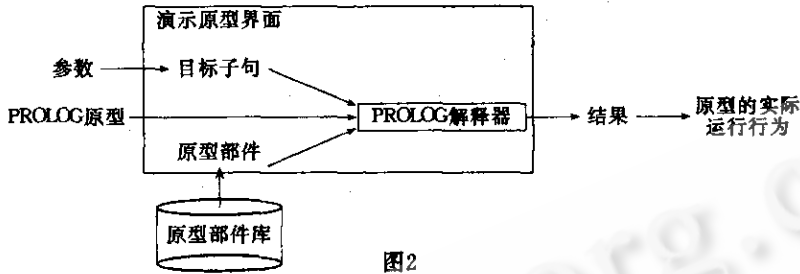 演示原型界面
参数
目标子句
PROLOG原型
PROLOG解释器
结果
原型的实际
运行行为
原型部件
原型部件库
图2